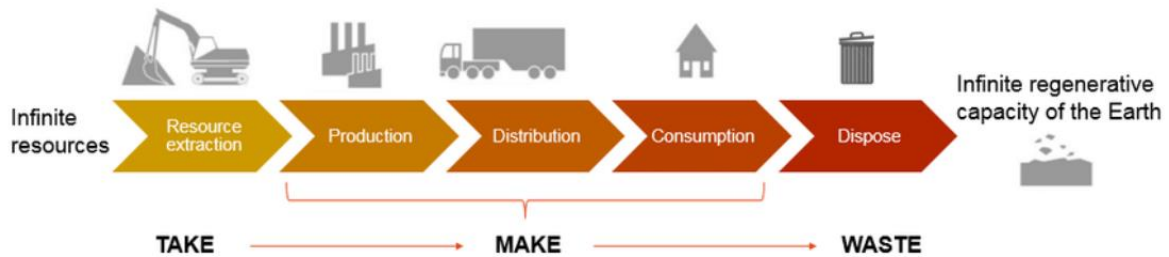 Infinite
resources
Resource
extraction
Production
Distribution
Consumption
Dispose
Infinite regenerative
capacity of the Earth
TAKE
MAKE
WASTE